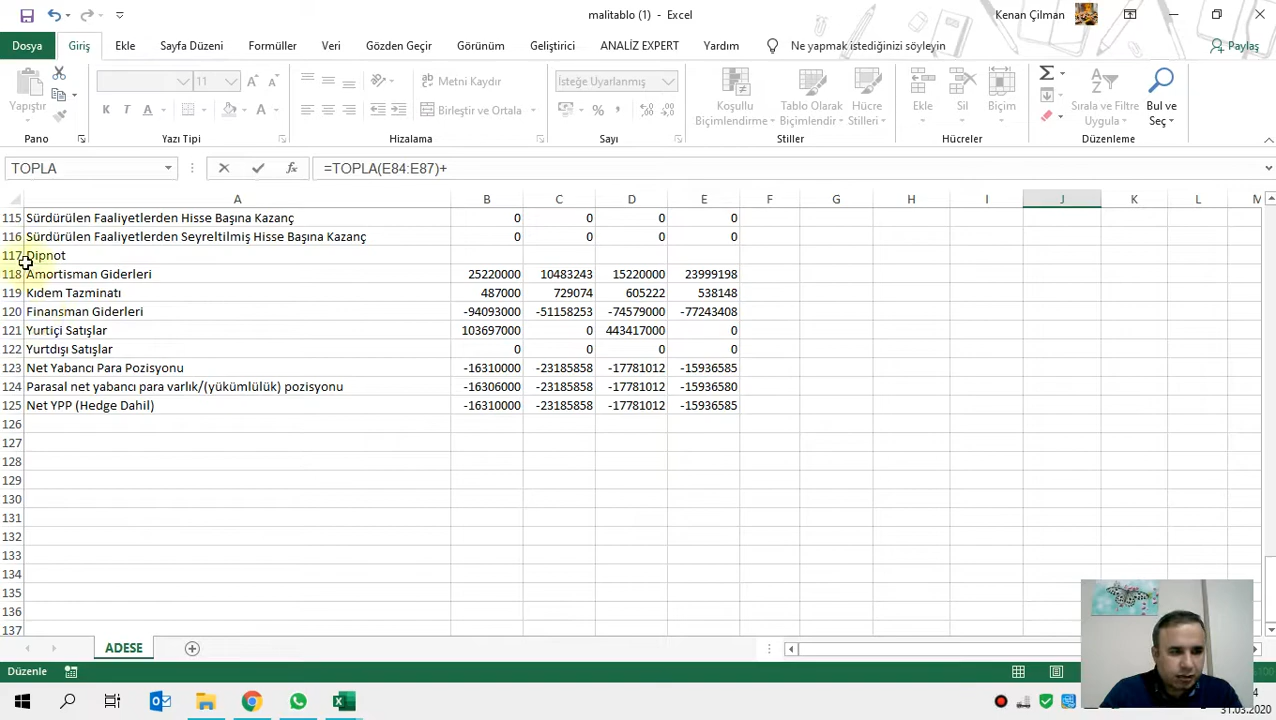 malitablo (1) - Excel
Kenan Çilman
Dosya Giriş Ekle Sayfa Düzeni Formüller Veri Gözden Geçir Görünüm Geliştirici ANALİZ EXPERT Yardım Ne yapmak istediğinizi söyleyin Paylaş
Yapıştır
11
K T A
Metni Kaydır
Birleştir ve Ortala
İsteğe Uyarlanmış
Koşullu Biçimlendirme
Tablo Olarak Biçimlendir
Hücre Stilleri
Ekle
Sil
Biçim
Sırala ve Filtre Uygula
Bul ve Seç
Pano Yazı Tipi Hizalama Sayı Stiller Hücreler Düzenleme
TOPLA fx =TOPLA(E84:E87)+
A B C D E F G H I J K L M
115 Sürdürülen Faaliyetlerden Hisse Başına Kazanç 0 0 0 0
116 Sürdürülen Faaliyetlerden Seyreltilmiş Hisse Başına Kazanç 0 0 0 0
117 Dipnot
118 Amortisman Giderleri 25220000 10483243 15220000 23999198
119 Kıdem Tazminatı 487000 729074 605222 538148
120 Finansman Giderleri -94093000 -51158253 -74579000 -77243408
121 Yurtiçi Satışlar 103697000 0 443417000 0
122 Yurtdışı Satışlar 0 0 0 0
123 Net Yabancı Para Pozisyonu -16310000 -23185858 -17781012 -15936585
124 Parasal net yabancı para varlık/(yükümlülük) pozisyonu -16306000 -23185858 -17781012 -15936580
125 Net YPP (Hedge Dahil) -16310000 -23185858 -17781012 -15936585
126
127
128
129
130
131
132
133
134
135
136
137
ADESE
Düzenle
31.03.2020